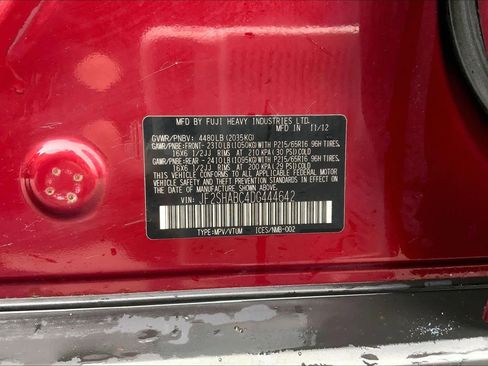 MFD BY FUJI HEAVY INDUSTRIES LTD.
MFD IN 11/12
GVWR/PNBV: 4480LB (2035KG)
GAWR/PNBE:FRONT- 2310LB(1050KG)WITH P215/65R16 96H TIRES.
16X6 1/2JJ RIMS AT 210 KPA (30 PSI) COLD
GAWR/PNBE:REAR - 2410LB(1095KG)WITH P215/65R16 96H TIRES.
16X6 1/2JJ RIMS AT 200 KPA (29 PSI) COLD
THIS VEHICLE CONFORMS TO ALL APPLICABLE FEDERAL
MOTOR VEHICLE SAFETY, BUMPER, AND THEFT PREVENTION STANDARDS
IN EFFECT ON THE DATE OF MANUFACTURE SHOWN ABOVE.
VIN: JF2SHABC4DG444642
TYPE:MPV/VTUM ICES/NMB-002